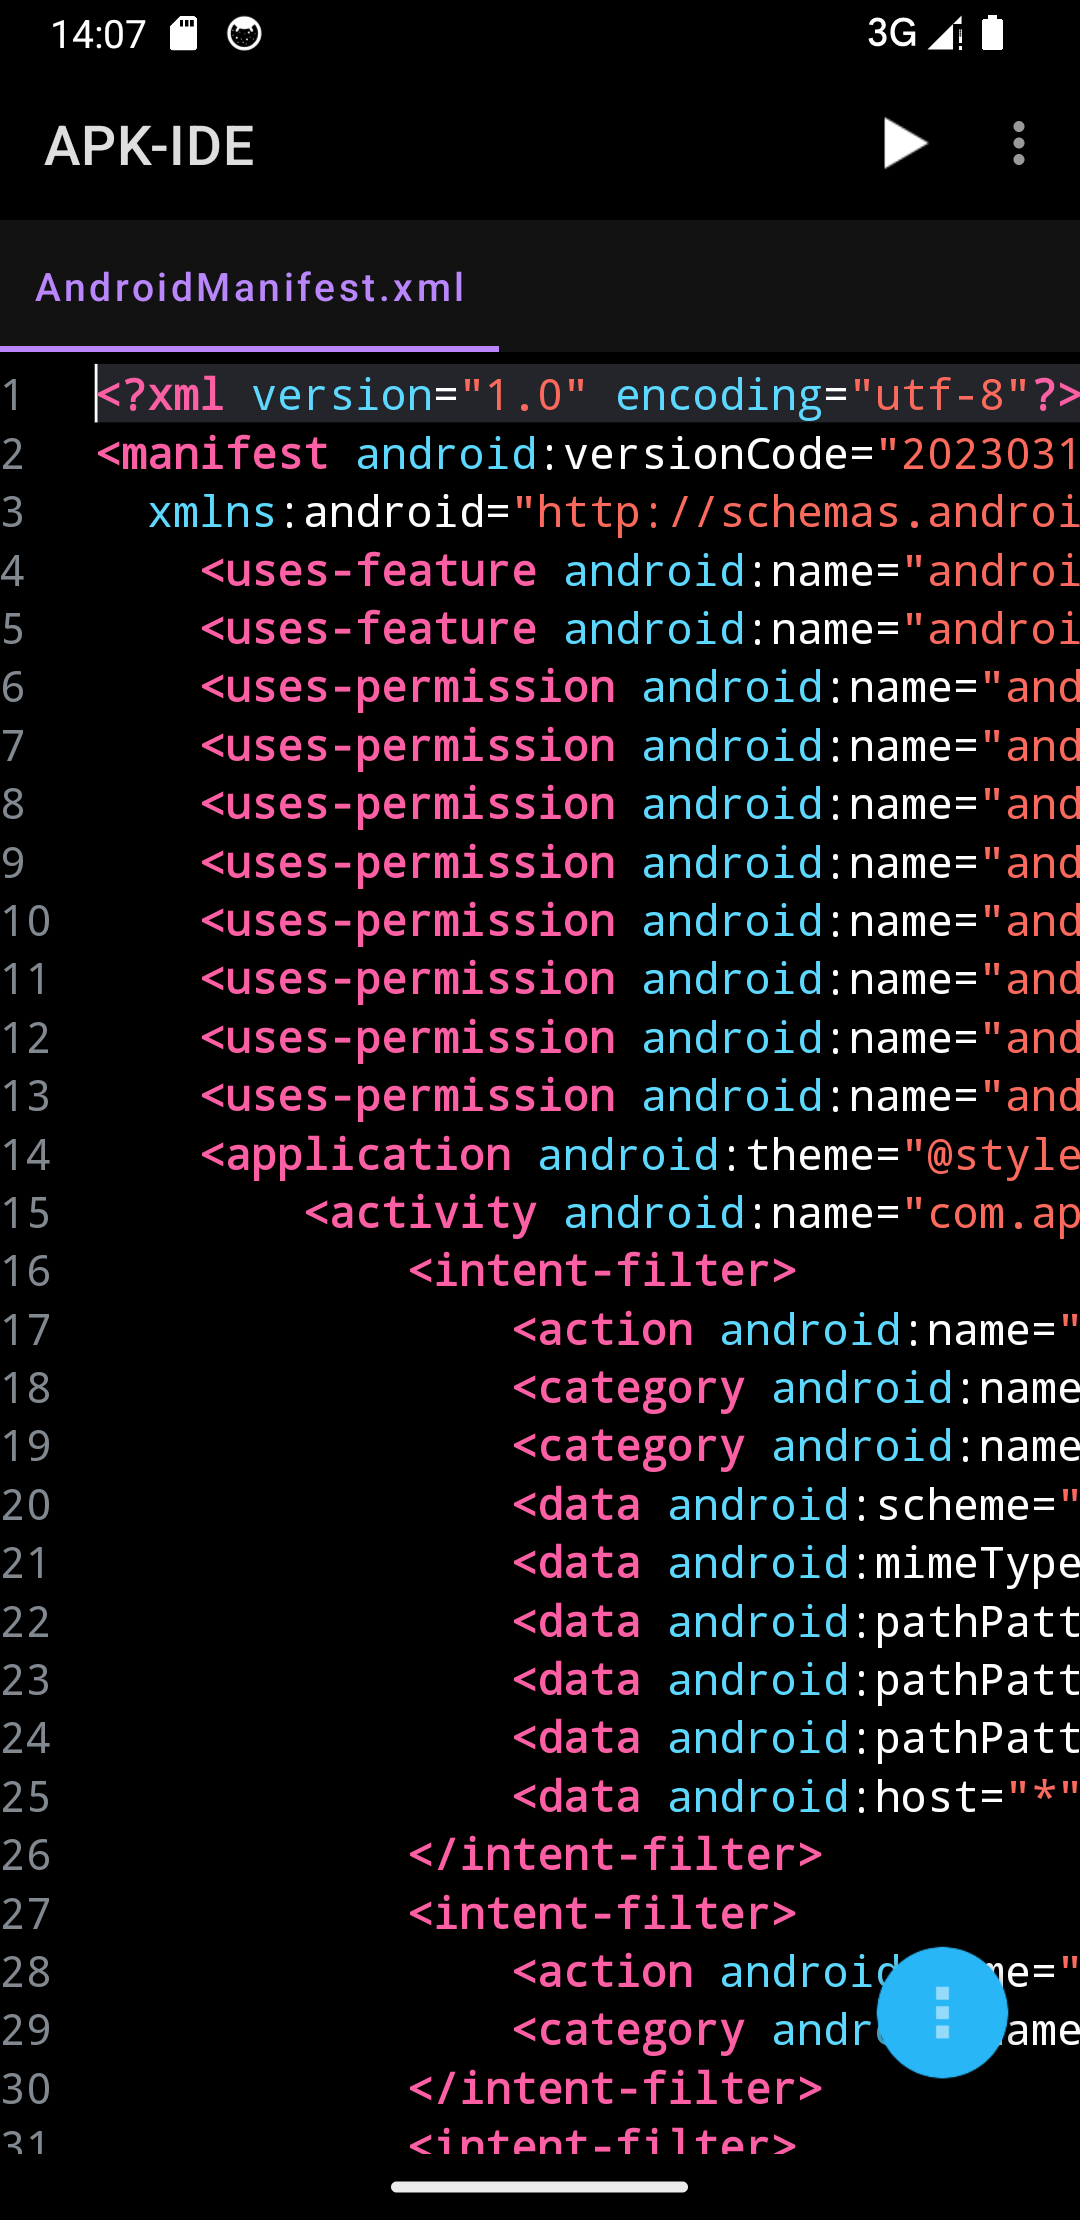 14:07 3G
APK-IDE
AndroidManifest.xml
1 <?xml version="1.0" encoding="utf-8"?>
2 <manifest android:versionCode="2023031
3 xmlns:android="http://schemas.androi
4 <uses-feature android:name="androi
5 <uses-feature android:name="androi
6 <uses-permission android:name="and
7 <uses-permission android:name="and
8 <uses-permission android:name="and
9 <uses-permission android:name="and
10 <uses-permission android:name="and
11 <uses-permission android:name="and
12 <uses-permission android:name="and
13 <uses-permission android:name="and
14 <application android:theme="@style
15 <activity android:name="com.ap
16 <intent-filter>
17 <action android:name="
18 <category android:name
19 <category android:name
20 <data android:scheme="
21 <data android:mimeType
22 <data android:pathPatt
23 <data android:pathPatt
24 <data android:pathPatt
25 <data android:host="*"
26 </intent-filter>
27 <intent-filter>
28 <action android me="
29 <category andr ame
30 </intent-filter>
31 <intent-filter>